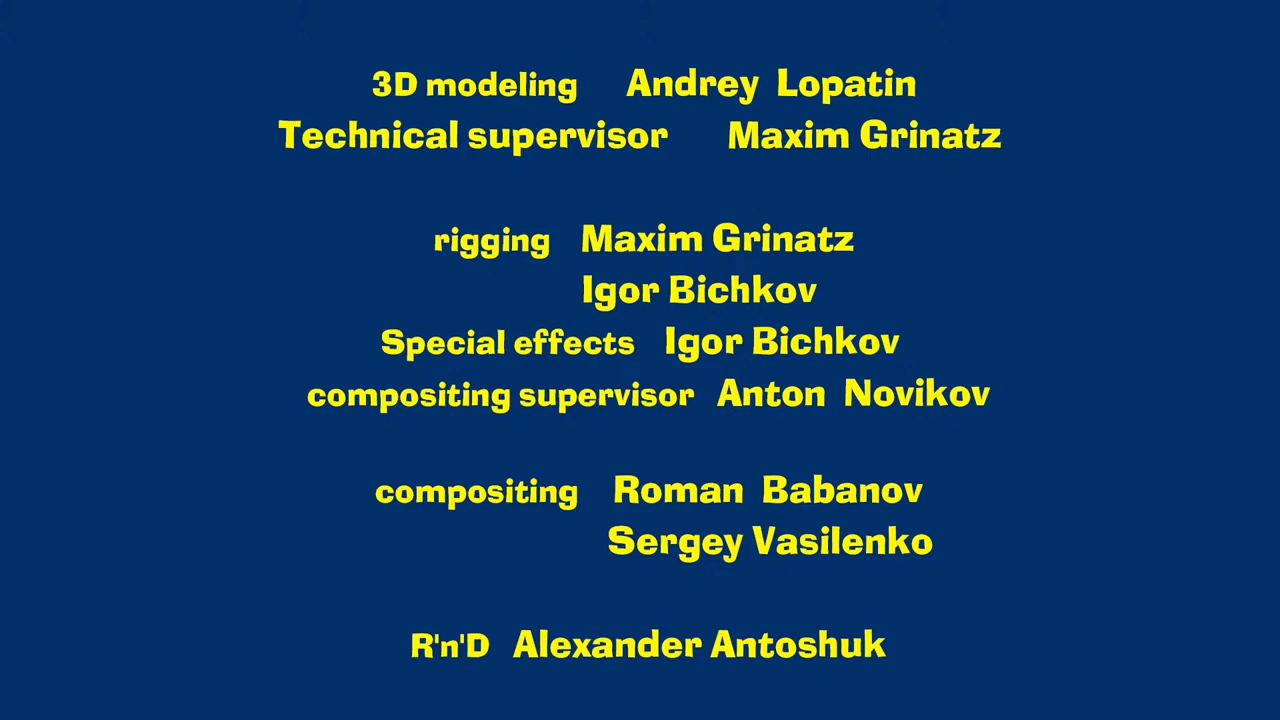 3D modeling Andrey Lopatin
Technical supervisor Maxim Grinatz
rigging Maxim Grinatz
Igor Bichkov
Special effects Igor Bichkov
compositing supervisor Anton Novikov
compositing Roman Babanov
Sergey Vasilenko
R'n'D Alexander Antoshuk